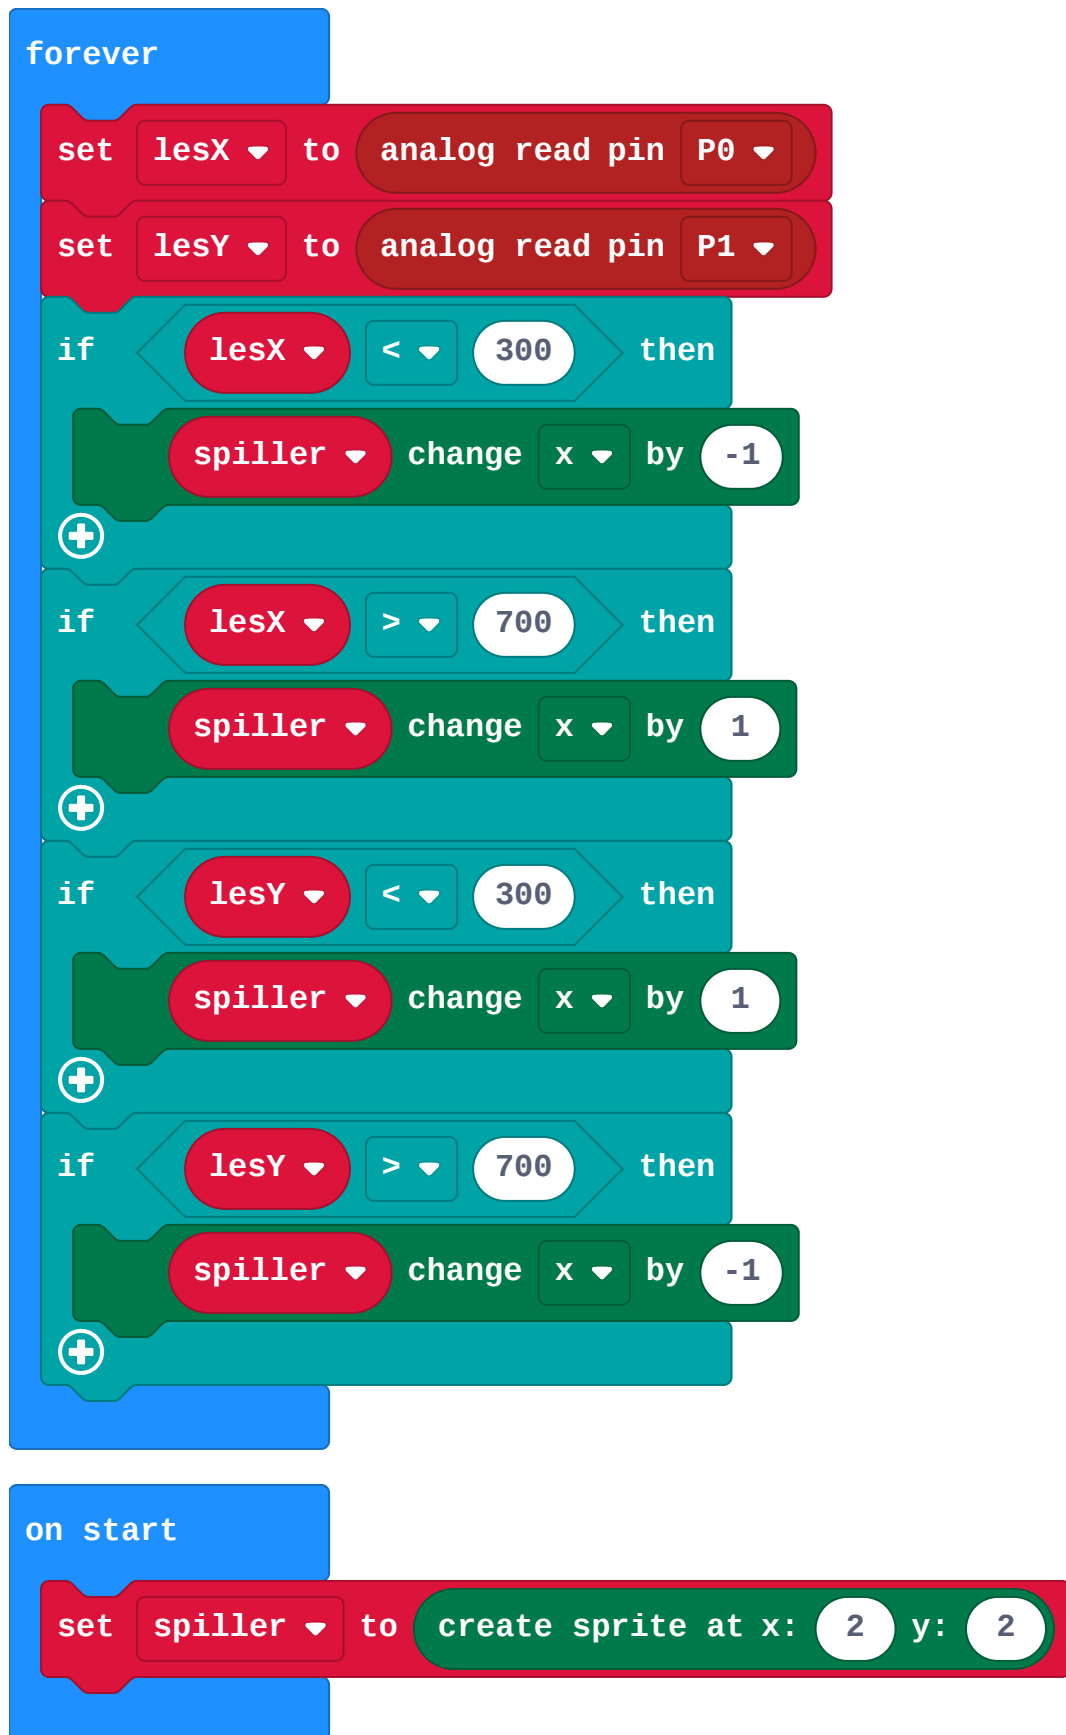 forever
set lesX to analog read pin P0
set lesY to analog read pin P1
if lesX < 300 then
spiller change x by -1
if lesX > 700 then
spiller change x by 1
if lesY < 300 then
spiller change x by 1
if lesY > 700 then
spiller change x by -1
on start
set spiller to create sprite at x: 2 y: 2